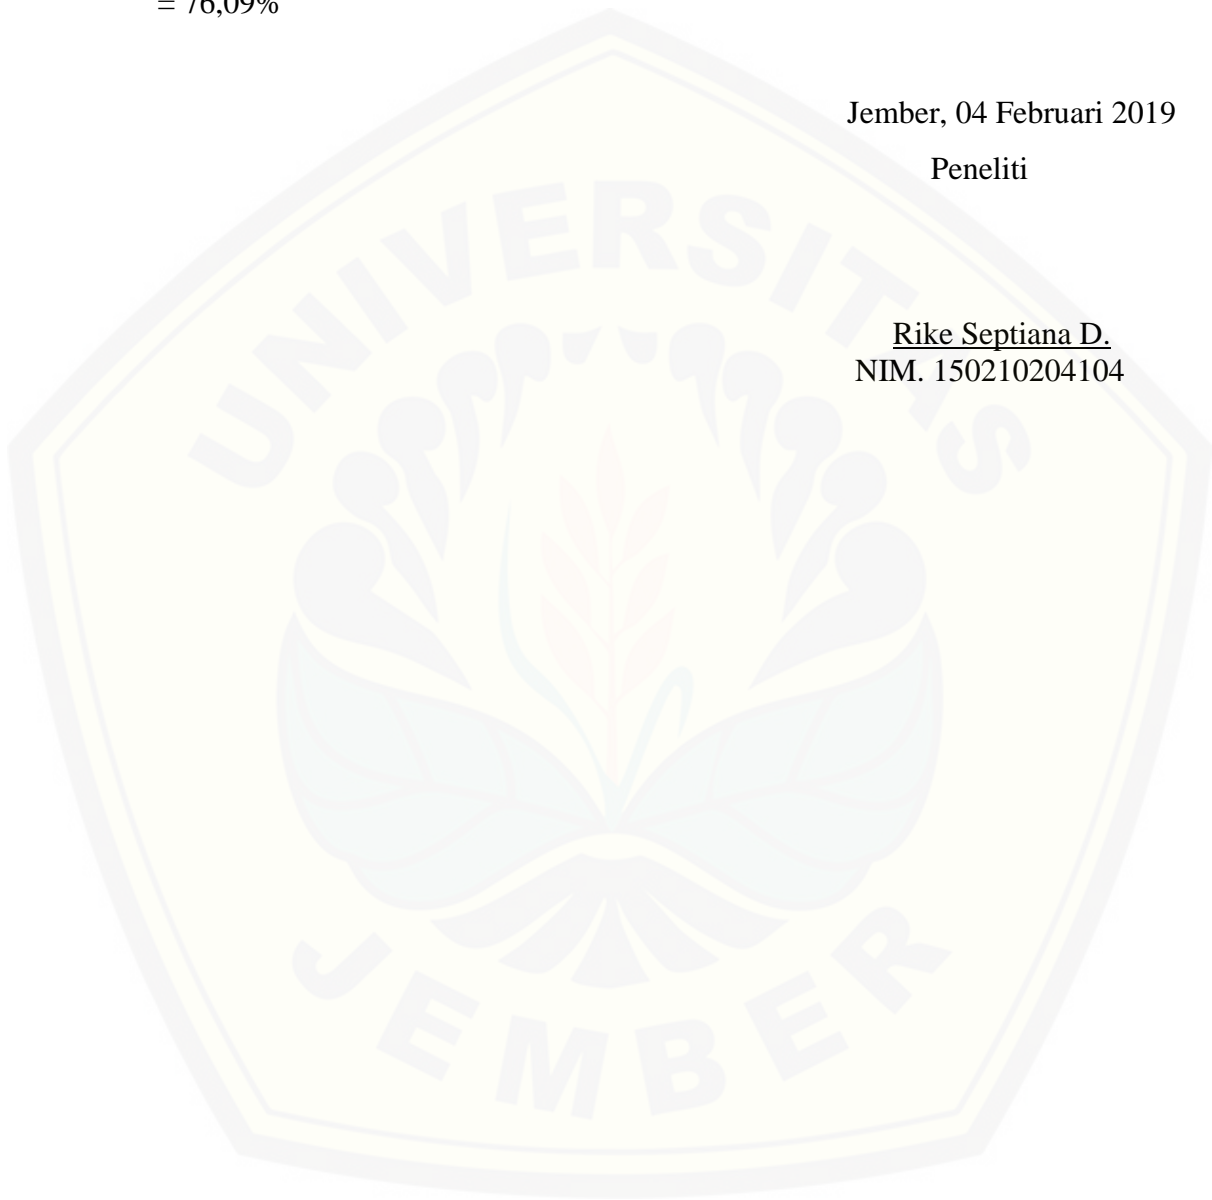 = 76,09%
Jember, 04 Februari 2019
Peneliti
Rike Septiana D.
NIM. 150210204104
UNIVERSITAS
JEMBER